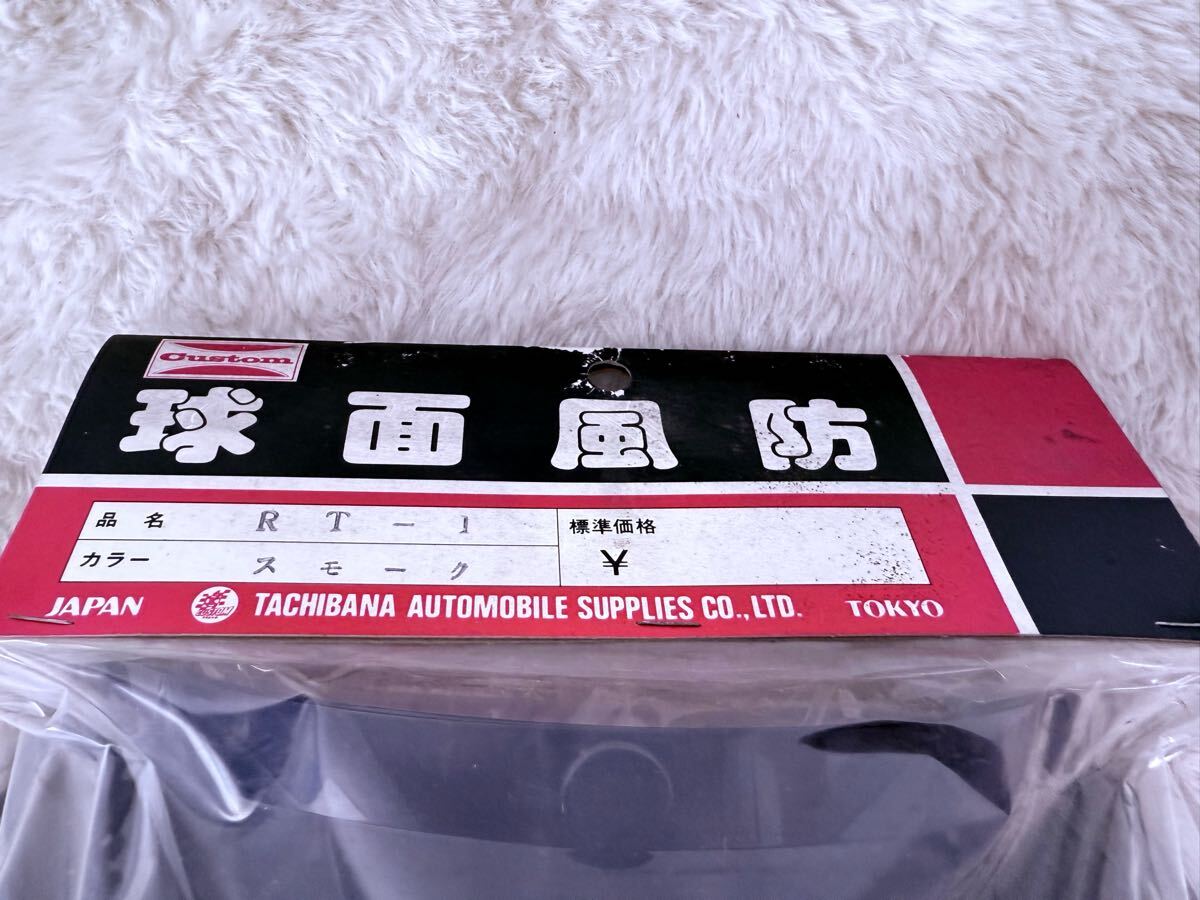 Custom
球面風防
品名 RT-1
カラー スモーク
標準価格
¥
JAPAN TACHIBANA AUTOMOBILE SUPPLIES CO., LTD. TOKYO